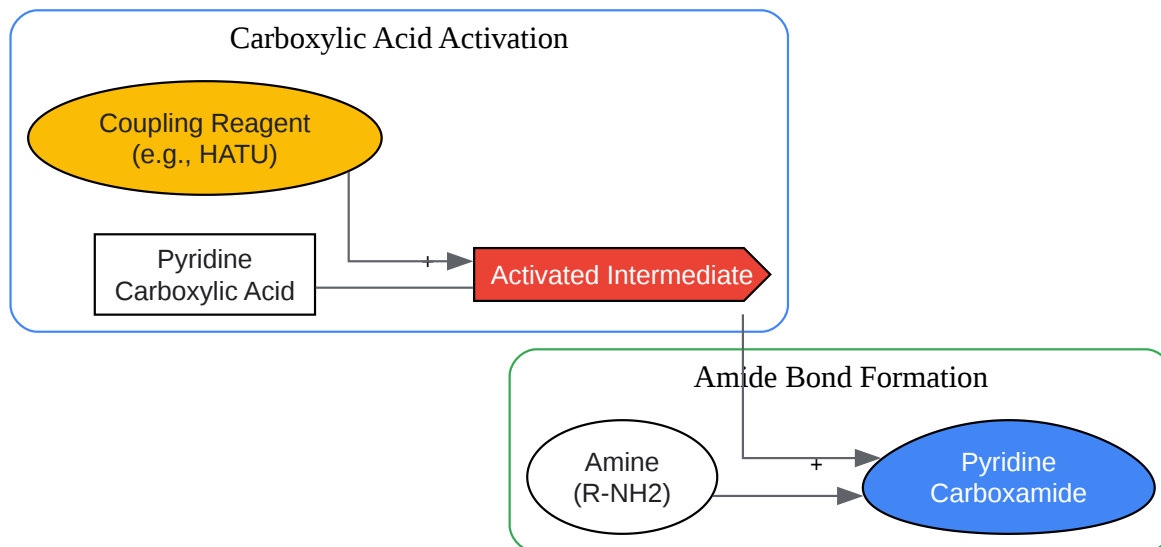 Carboxylic Acid Activation
Coupling Reagent
(e.g., HATU)
Pyridine
Carboxylic Acid
+
Activated Intermediate
Amide Bond Formation
Amine
(R-NH2)
+
Pyridine
Carboxamide